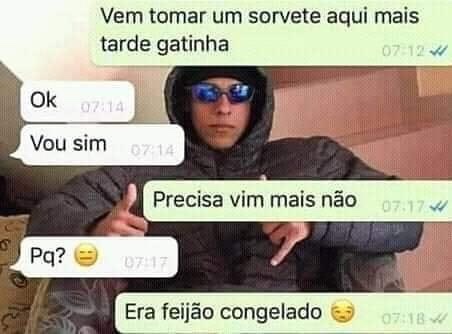 Vem tomar um sorvete aqui mais
tarde gatinha
07:12
Ok 07:14
Vou sim 07:14
Precisa vim mais não 07:17
Pq? 😑 07:17
Era feijão congelado 😔 07:18